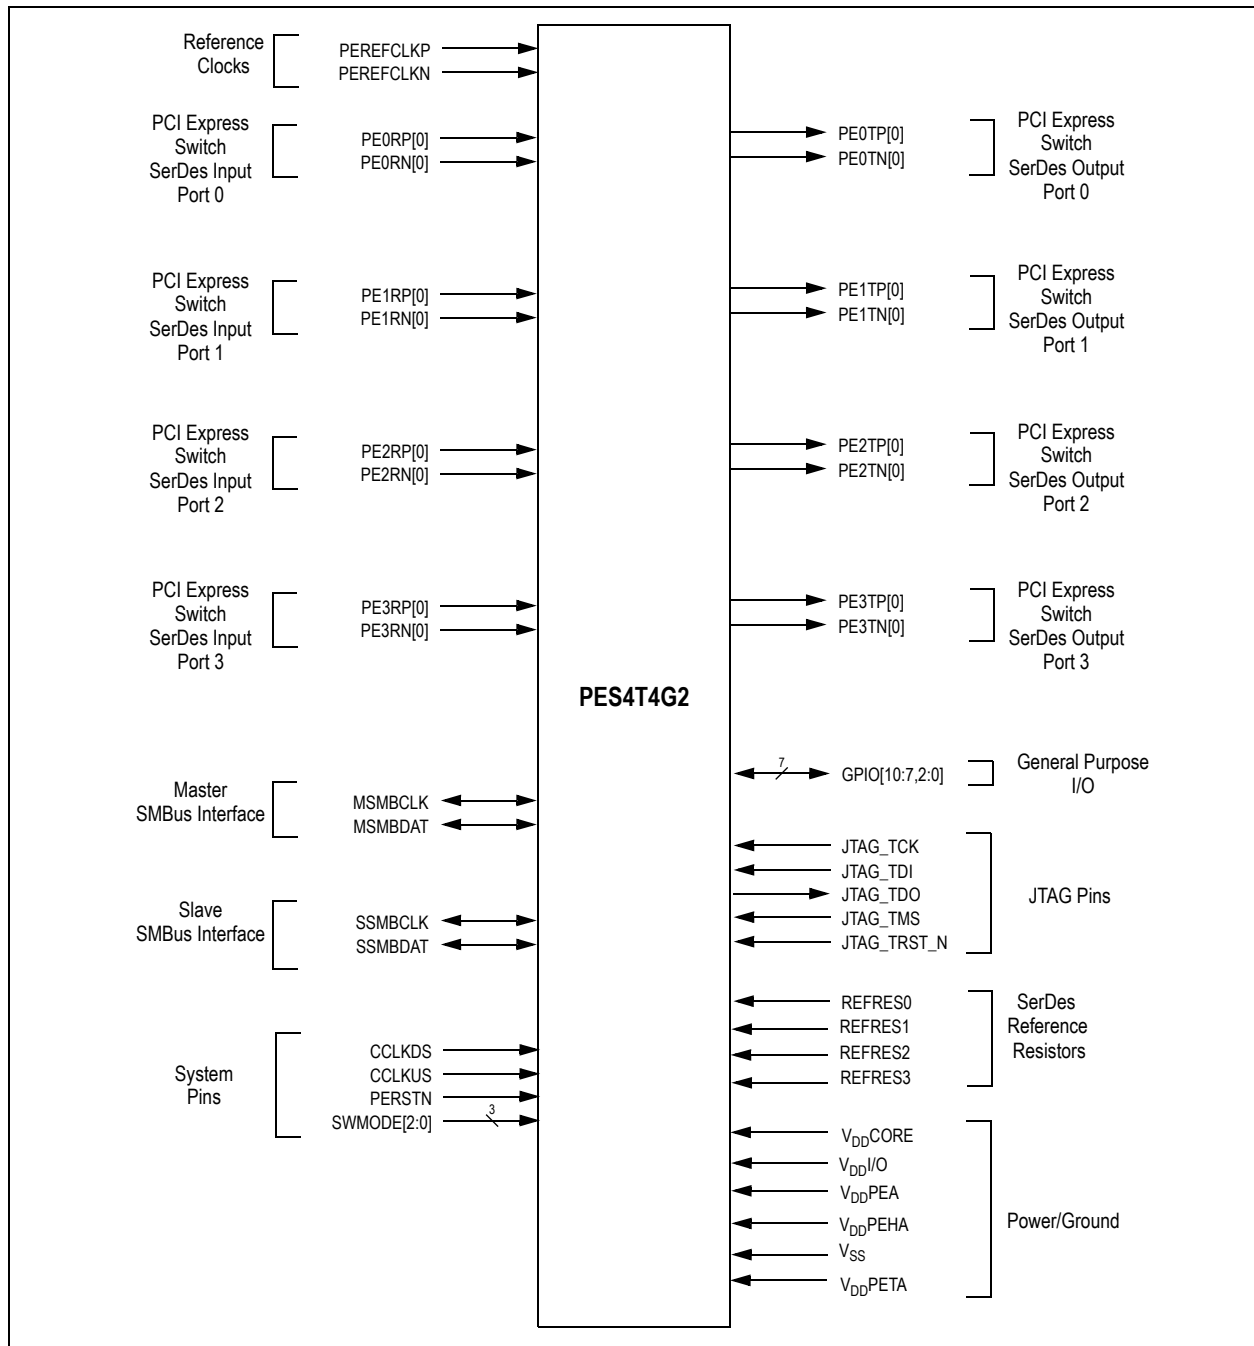 Reference
Clocks
PEREFCLKP
PEREFCLKN
PCI Express
Switch
SerDes Input
Port 0
PE0RP[0]
PE0RN[0]
PE0TP[0]
PE0TN[0]
PCI Express
Switch
SerDes Output
Port 0
PCI Express
Switch
SerDes Input
Port 1
PE1RP[0]
PE1RN[0]
PE1TP[0]
PE1TN[0]
PCI Express
Switch
SerDes Output
Port 1
PCI Express
Switch
SerDes Input
Port 2
PE2RP[0]
PE2RN[0]
PE2TP[0]
PE2TN[0]
PCI Express
Switch
SerDes Output
Port 2
PCI Express
Switch
SerDes Input
Port 3
PE3RP[0]
PE3RN[0]
PE3TP[0]
PE3TN[0]
PCI Express
Switch
SerDes Output
Port 3
PES4T4G2
Master
SMBus Interface
MSMBCLK
MSMBDAT
Slave
SMBus Interface
SSMBCLK
SSMBDAT
System
Pins
CCLKDS
CCLKUS
PERSTN
SWMODE[2:0]
3
7
GPIO[10:7,2:0]
General Purpose
I/O
JTAG_TCK
JTAG_TDI
JTAG_TDO
JTAG_TMS
JTAG_TRST_N
JTAG Pins
REFRES0
REFRES1
REFRES2
REFRES3
SerDes
Reference
Resistors
VDDCORE
VDDI/O
VDDPEA
VDDPEHA
VSS
VDDPETA
Power/Ground